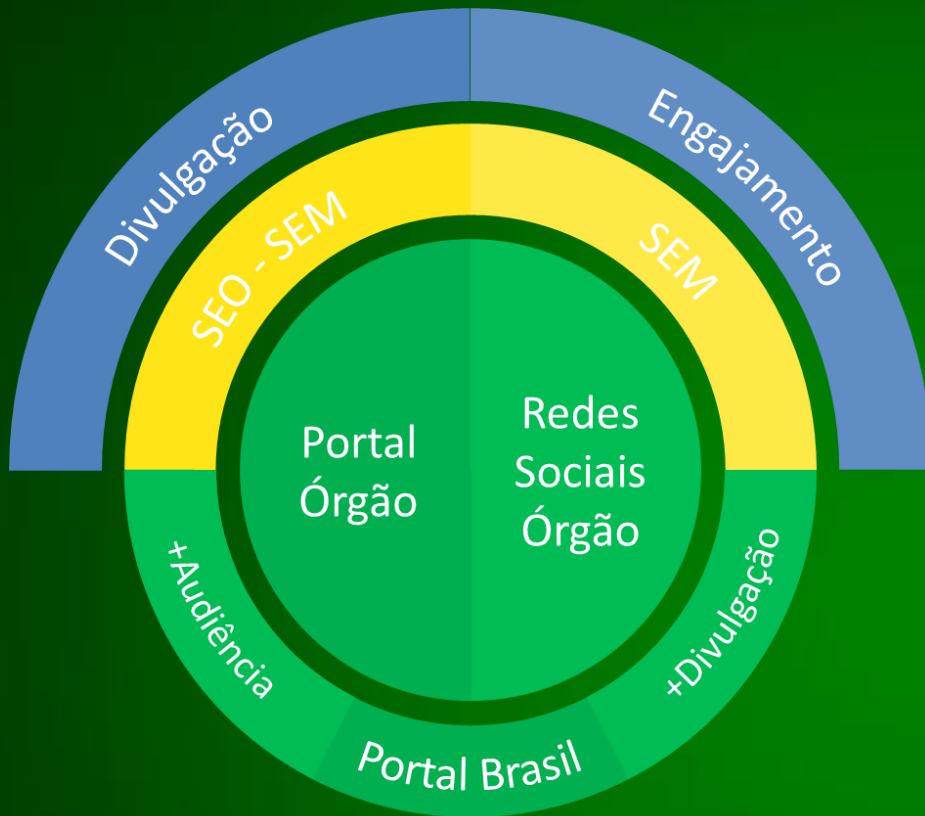 Divulgação
Engajamento
SEO - SEM
SEM
Portal
Órgão
Redes
Sociais
Órgão
+Audiência
+Divulgação
Portal Brasil